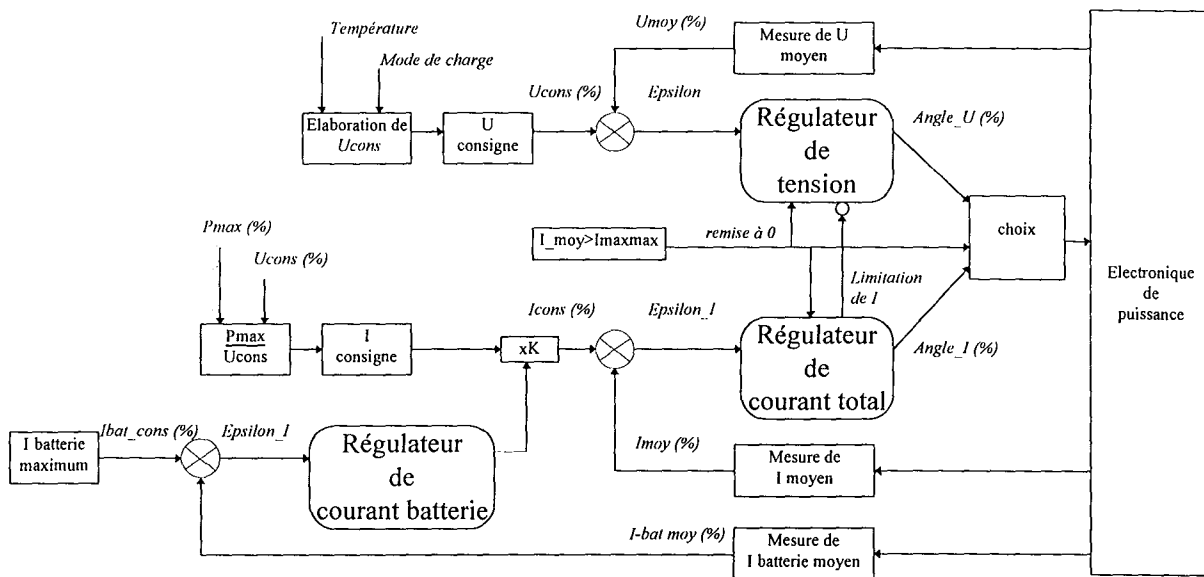 Température
Mode de charge
Umoy (%)
Mesure de U
moyen
Ucons (%)
Epsilon
Elaboration de
Ucons
U
consigne
Régulateur
de
tension
Angle_U (%)
Pmax (%)
Ucons (%)
I_moy>Imaxmax
remise à 0
choix
Electronique
de
puissance
Limitation
de I
Pmax
Ucons
I
consigne
xK
Icons (%)
Epsilon_I
Régulateur
de
courant total
Angle_I (%)
I batterie
maximum
Ibat_cons (%)
Epsilon_I
Régulateur
de
courant batterie
Imoy (%)
Mesure de
I moyen
I-bat moy (%)
Mesure de
I batterie moyen